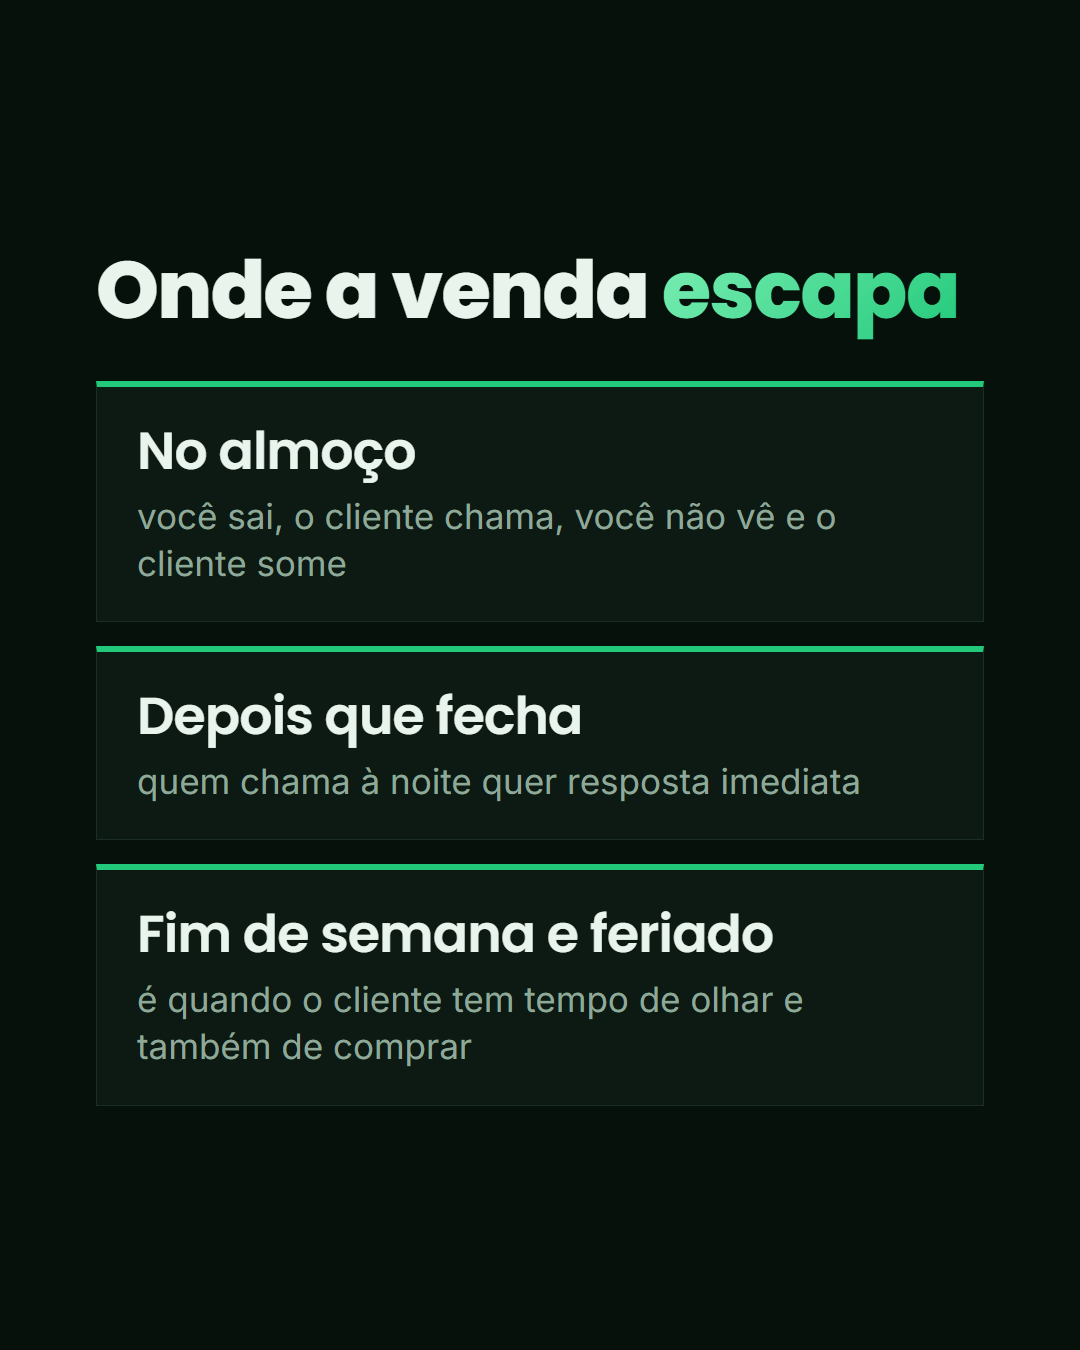 Onde a venda escapa
No almoço
você sai, o cliente chama, você não vê e o
cliente some
Depois que fecha
quem chama à noite quer resposta imediata
Fim de semana e feriado
é quando o cliente tem tempo de olhar e
também de comprar